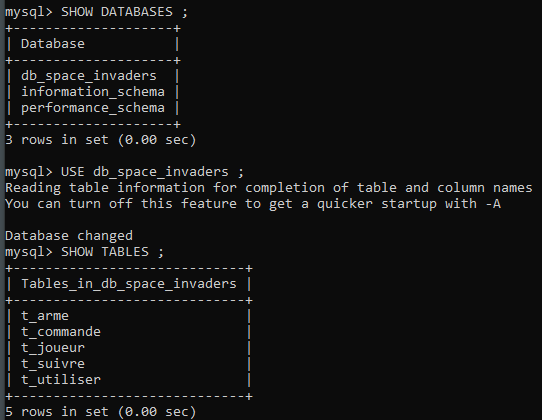 mysql> SHOW DATABASES ;
+--------------------+
| Database           |
+--------------------+
| db_space_invaders  |
| information_schema |
| performance_schema |
+--------------------+
3 rows in set (0.00 sec)

mysql> USE db_space_invaders ;
Reading table information for completion of table and column names
You can turn off this feature to get a quicker startup with -A

Database changed
mysql> SHOW TABLES ;
+-----------------------------+
| Tables_in_db_space_invaders |
+-----------------------------+
| t_arme                      |
| t_commande                  |
| t_joueur                    |
| t_suivre                    |
| t_utiliser                  |
+-----------------------------+
5 rows in set (0.00 sec)